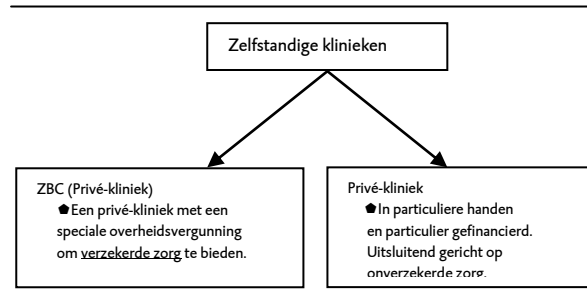 Zelfstandige klinieken
ZBC (Privé-kliniek)
⬟Een privé-kliniek met een
speciale overheidsvergunning
om verzekerde zorg te bieden.
Privé-kliniek
⬟In particuliere handen
en particulier gefinancierd.
Uitsluitend gericht op
onverzekerde zorg.